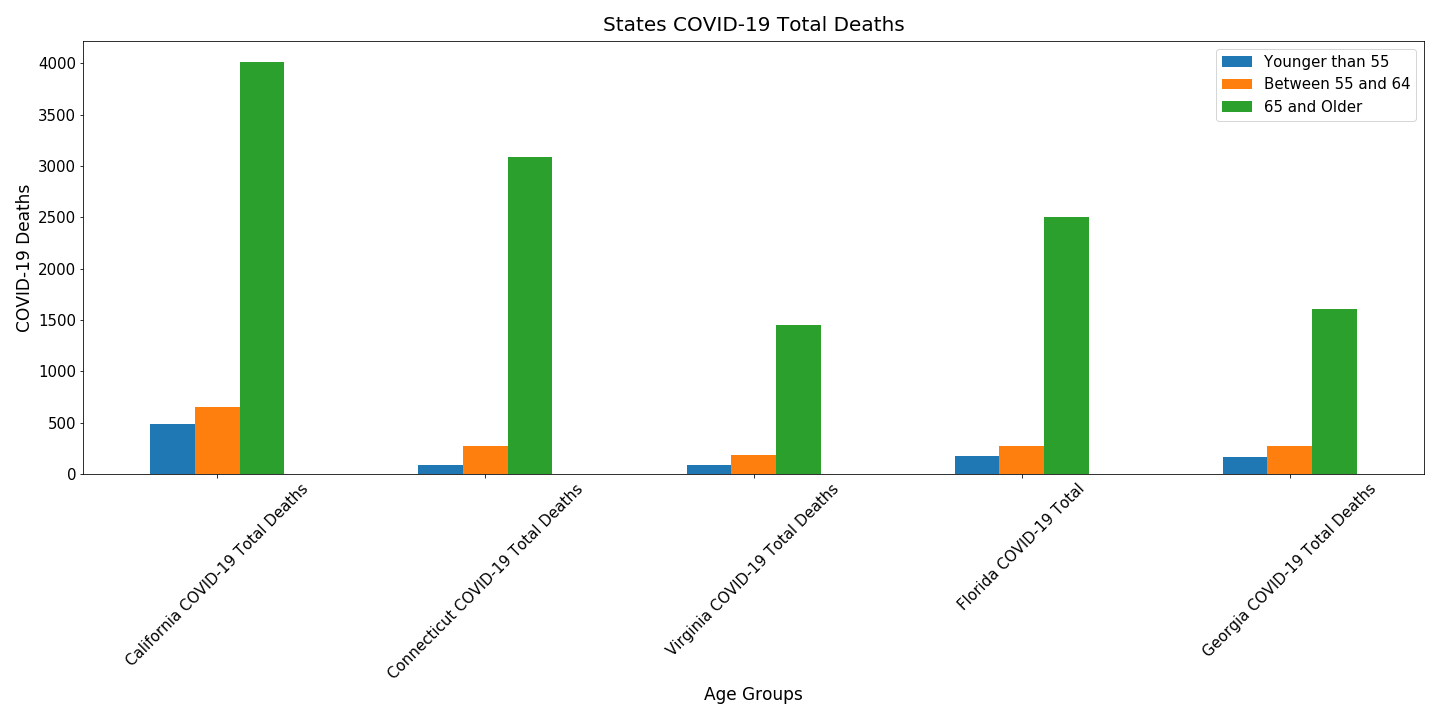 States COVID-19 Total Deaths
Younger than 55
Between 55 and 64
65 and Older
COVID-19 Deaths
4000
3500
3000
2500
2000
1500
1000
500
0
California COVID-19 Total Deaths
Connecticut COVID-19 Total Deaths
Virginia COVID-19 Total Deaths
Florida COVID-19 Total
Georgia COVID-19 Total Deaths
Age Groups